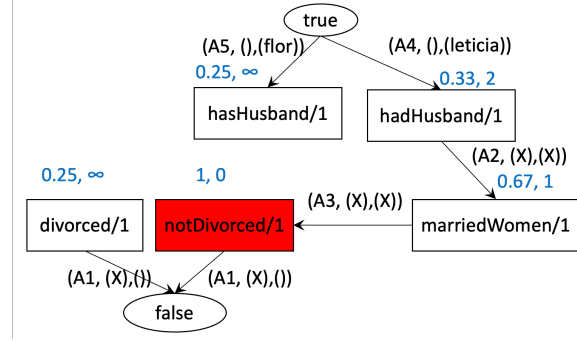 true
(A5, (),(flor))
(A4, (),(leticia))
0.25, ∞
0.33, 2
hasHusband/1
hadHusband/1
(A2, (X),(X))
0.25, ∞
1, 0
0.67, 1
(A3, (X),(X))
divorced/1
notDivorced/1
marriedWomen/1
(A1, (X),())
(A1, (X),())
false